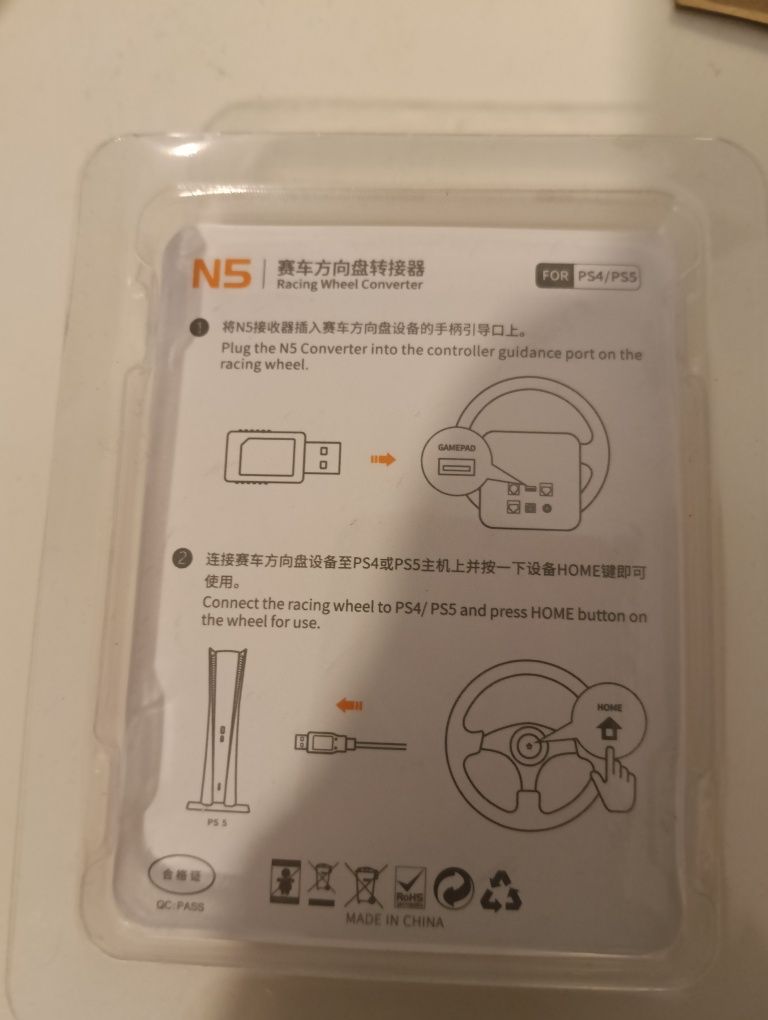 N5
赛车方向盘转接器
Racing Wheel Converter
FOR PS4/PS5
1 将N5接收器插入赛车方向盘设备的手柄引导口上。
Plug the N5 Converter into the controller guidance port on the
racing wheel.
GAMEPAD
2 连接赛车方向盘设备至PS4或PS5主机上并按一下设备HOME键即可
使用。
Connect the racing wheel to PS4/ PS5 and press HOME button on
the wheel for use.
HOME
PS 5
合格证
QC:PASS
RoHS
MADE IN CHINA